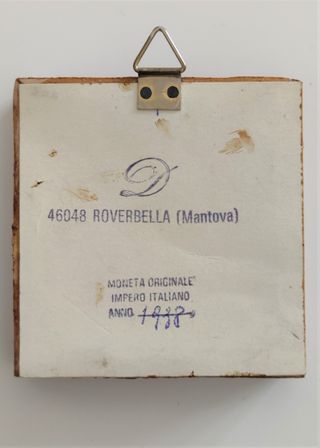 D
46048 ROVERBELLA (Mantova)
MONETA ORIGINALE
IMPERO ITALIANO
ANNO 1938